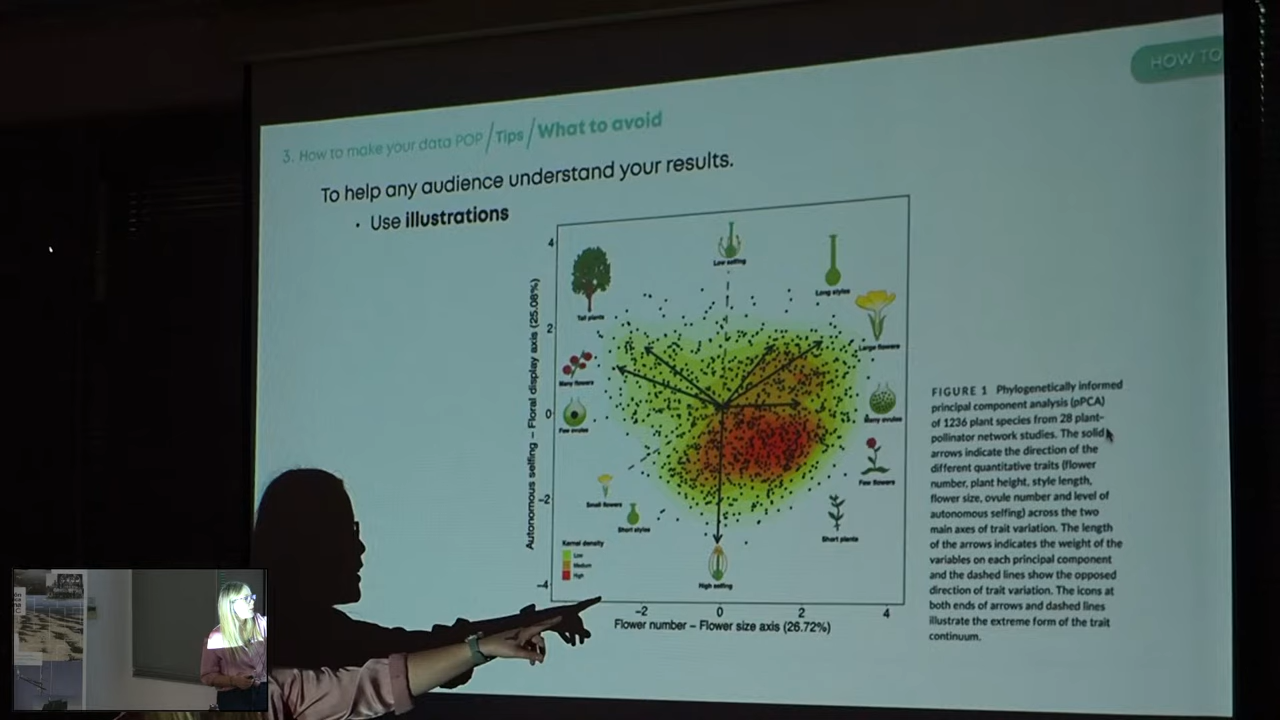 HOW TO
3. How to make your data POP / Tips / What to avoid
To help any audience understand your results.
• Use illustrations
4
2
0
-2
-4
Autonomous selfing – Floral display axis (25.08%)
Low selfing
Long styles
Tall plants
Large flowers
Many flowers
Few ovules
Many ovules
Few flowers
Small flowers
Short styles
Short plants
High selfing
Kernel density
Low
Medium
High
-2
0
2
4
Flower number – Flower size axis (26.72%)
FIGURE 1 Phylogenetically informed
principal component analysis (pPCA)
of 1236 plant species from 28 plant-
pollinator network studies. The solid
arrows indicate the direction of the
different quantitative traits (flower
number, plant height, style length,
flower size, ovule number and level of
autonomous selfing) across the two
main axes of trait variation. The length
of the arrows indicates the weight of the
variables on each principal component
and the dashed lines show the opposed
direction of trait variation. The icons at
both ends of arrows and dashed lines
illustrate the extreme form of the trait
continuum.